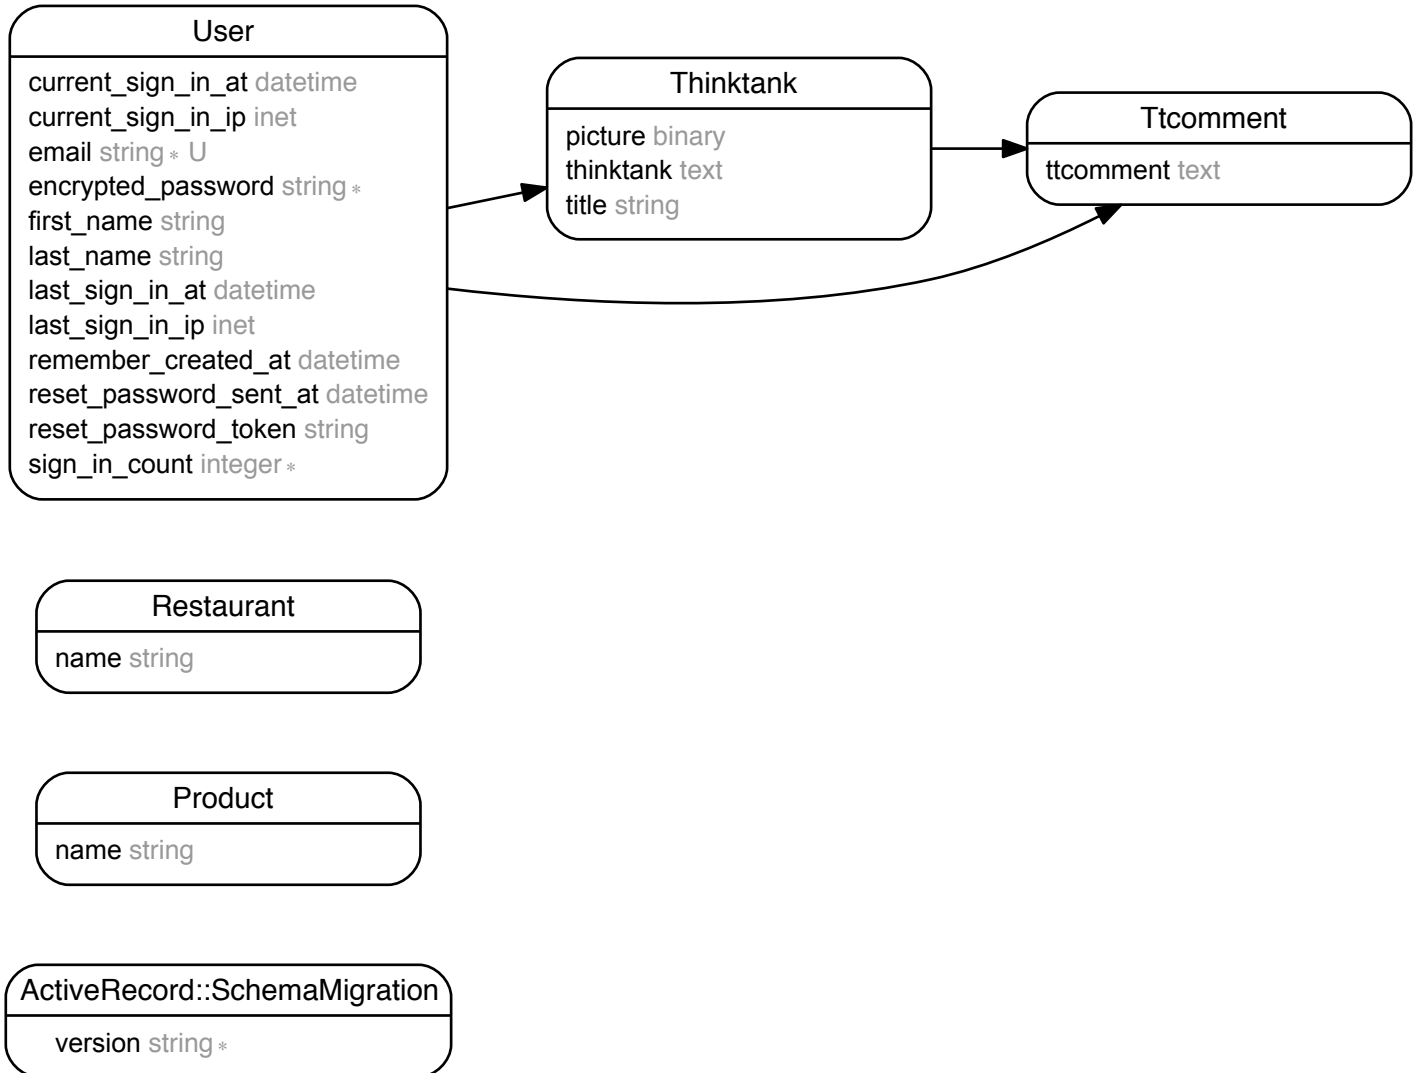 User
current_sign_in_at datetime
current_sign_in_ip inet
email string * U
encrypted_password string *
first_name string
last_name string
last_sign_in_at datetime
last_sign_in_ip inet
remember_created_at datetime
reset_password_sent_at datetime
reset_password_token string
sign_in_count integer *
Thinktank
picture binary
thinktank text
title string
Ttcomment
ttcomment text
Restaurant
name string
Product
name string
ActiveRecord::SchemaMigration
version string *